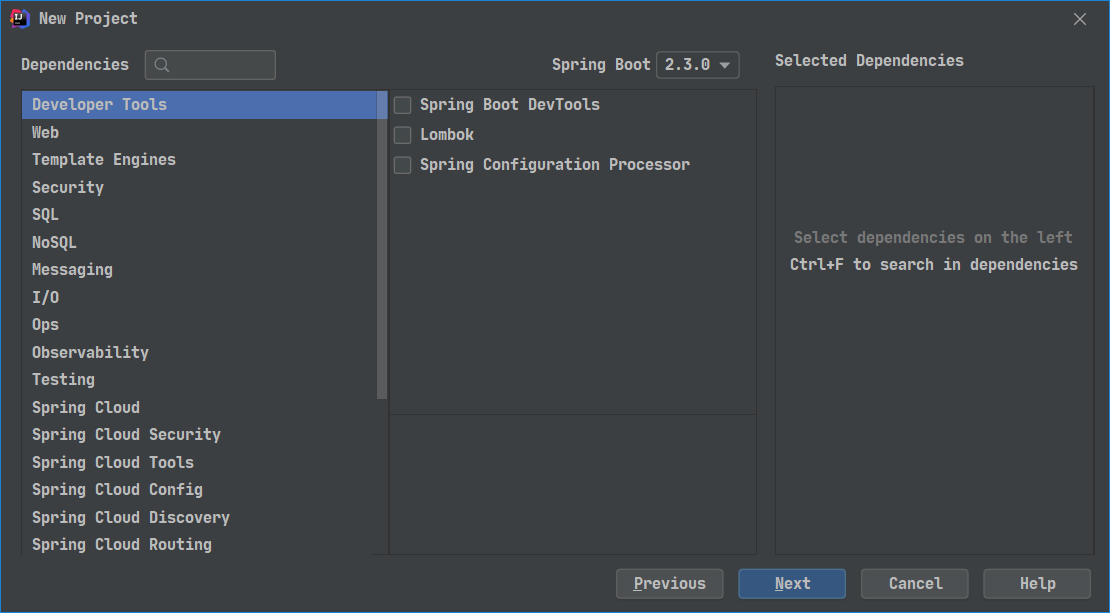 New Project
Dependencies
Spring Boot 2.3.0
Selected Dependencies
Developer Tools
Web
Template Engines
Security
SQL
NoSQL
Messaging
I/O
Ops
Observability
Testing
Spring Cloud
Spring Cloud Security
Spring Cloud Tools
Spring Cloud Config
Spring Cloud Discovery
Spring Cloud Routing
Spring Boot DevTools
Lombok
Spring Configuration Processor
Select dependencies on the left
Ctrl+F to search in dependencies
Previous
Next
Cancel
Help